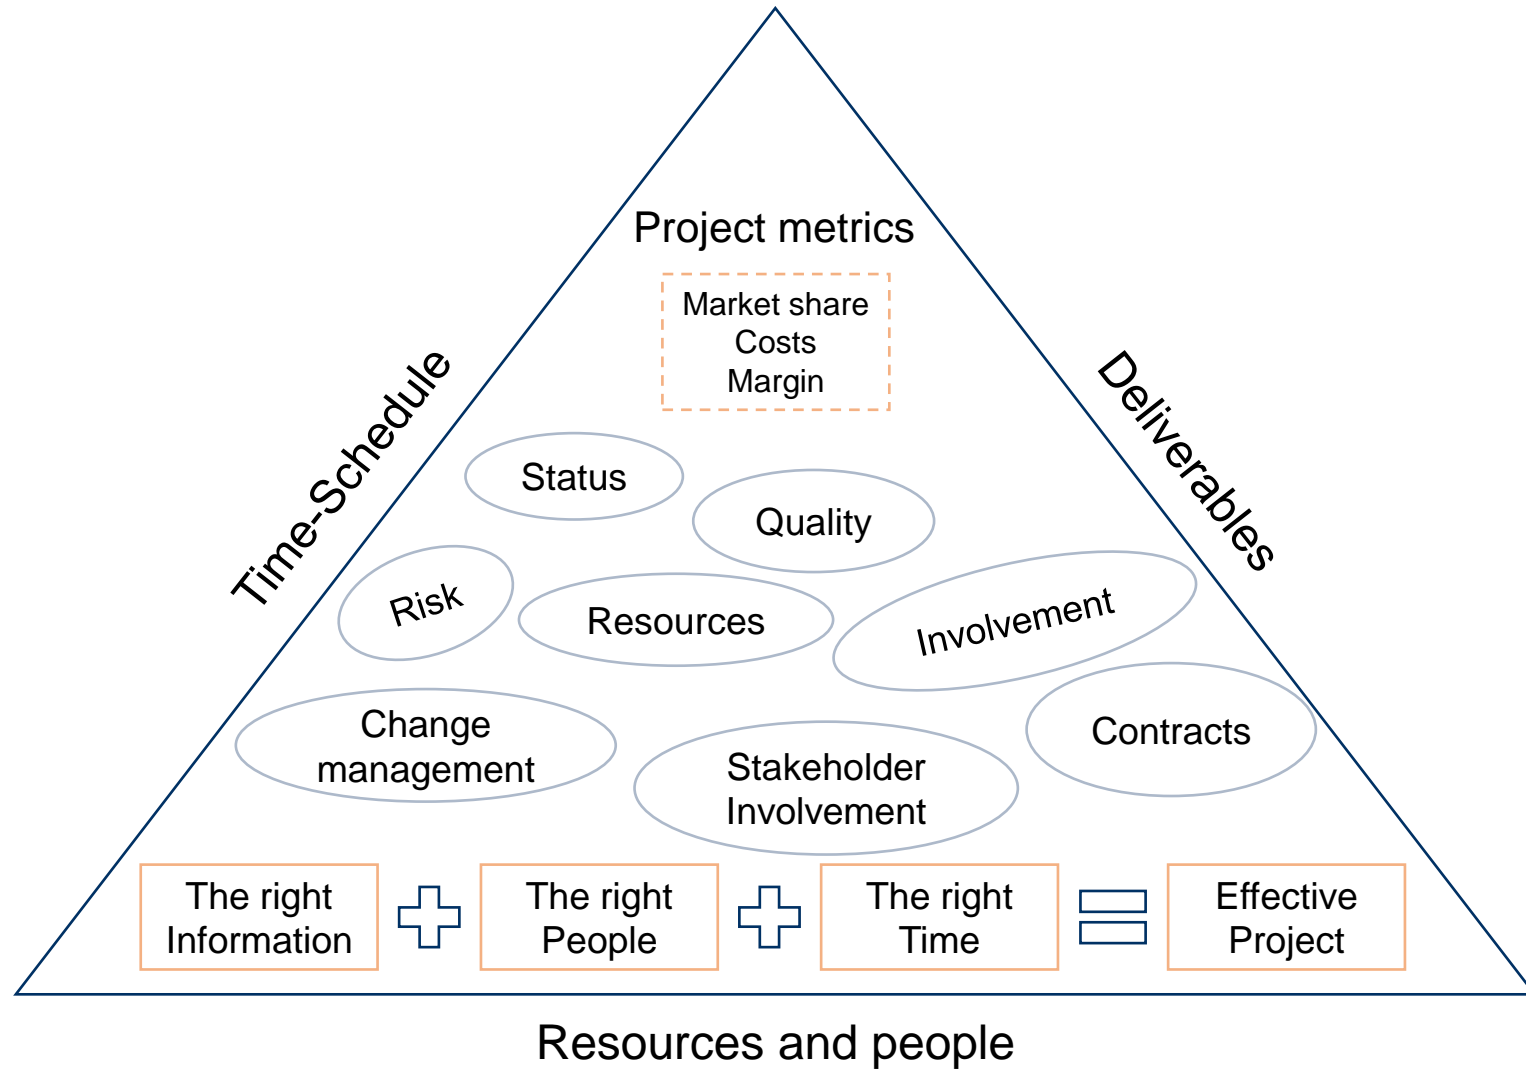 Project metrics
Market share
Costs
Margin
Time-Schedule
Deliverables
Status
Quality
Risk
Resources
Involvement
Change
management
Stakeholder
Involvement
Contracts
The right
Information
The right
People
The right
Time
Effective
Project
Resources and people